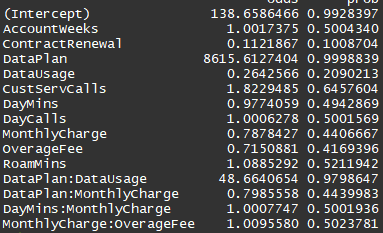 odds prob
(Intercept) 138.6586466 0.9928397
AccountWeeks 1.0017375 0.5004340
ContractRenewal 0.1121867 0.1008704
DataPlan 8615.6127404 0.9998839
DataUsage 0.2642566 0.2090213
CustServCalls 1.8229485 0.6457604
DayMins 0.9774059 0.4942869
DayCalls 1.0006278 0.5001569
MonthlyCharge 0.7878427 0.4406667
OverageFee 0.7150881 0.4169396
RoamMins 1.0885292 0.5211942
DataPlan:DataUsage 48.6640654 0.9798647
DataPlan:MonthlyCharge 0.7985558 0.4439983
DayMins:MonthlyCharge 1.0007747 0.5001936
MonthlyCharge:OverageFee 1.0095580 0.5023781